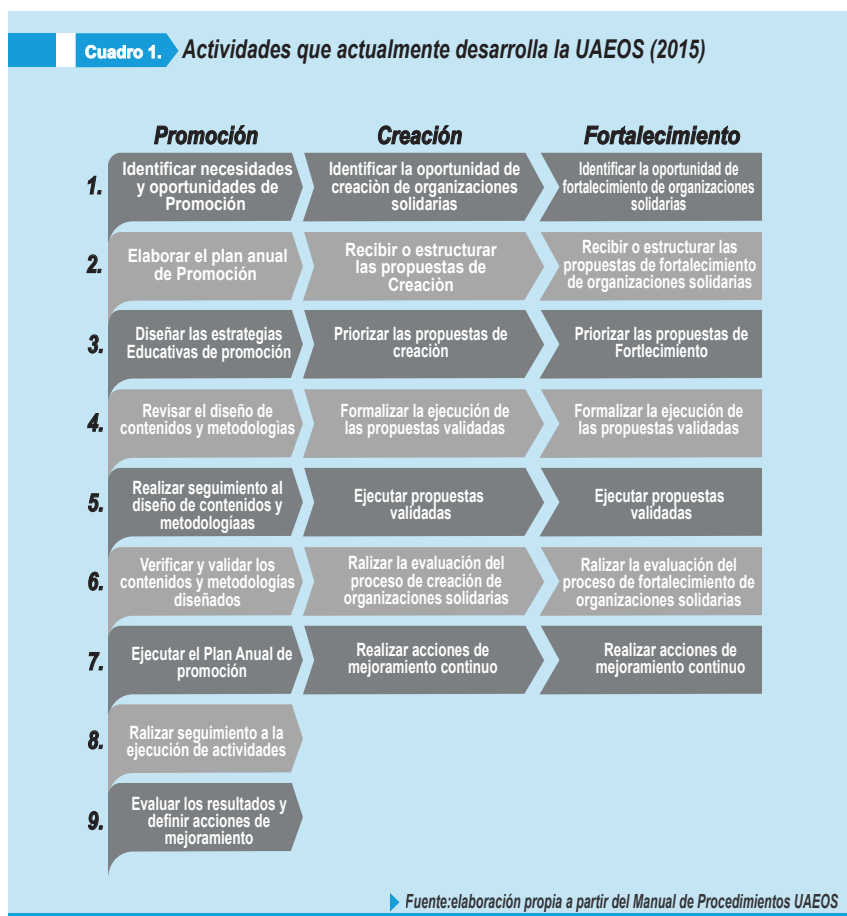 Cuadro 1. Actividades que actualmente desarrolla la UAEOS (2015)
Promoción Creación Fortalecimiento
1.
Identificar necesidades
y oportunidades de
Promoción
Identificar la oportunidad de
creaciòn de organizaciones
solidarias
Identificar la oportunidad de
fortalecimiento de organizaciones
solidarias
2.
Elaborar el plan anual
de Promoción
Recibir o estructurar
las propuestas de
Creaciòn
Recibir o estructurar las
propuestas de fortalecimiento
de organizaciones solidarias
3.
Diseñar las estrategias
Educativas de promoción
Priorizar las propuestas de
creaciòn
Priorizar las propuestas de
Fortlecimiento
4.
Revisar el diseño de
contenidos y metodologìas
Formalizar la ejecución de
las propuestas validadas
Formalizar la ejecución de
las propuestas validadas
5.
Realizar seguimiento al
diseño de contenidos y
metodologíaas
Ejecutar propuestas
validadas
Ejecutar propuestas
validadas
6.
Verificar y validar los
contenidos y metodologías
diseñados
Ralizar la evaluación del
proceso de creación de
organizaciones solidarias
Ralizar la evaluación del
proceso de fortalecimiento de
organizaciones solidarias
7.
Ejecutar el Plan Anual de
promoción
Realizar acciones de
mejoramiento continuo
Realizar acciones de
mejoramiento continuo
8.
Ralizar seguimiento a la
ejecución de actividades
9.
Evaluar los resultados y
definir acciones de
mejoramiento
Fuente:elaboración propia a partir del Manual de Procedimientos UAEOS